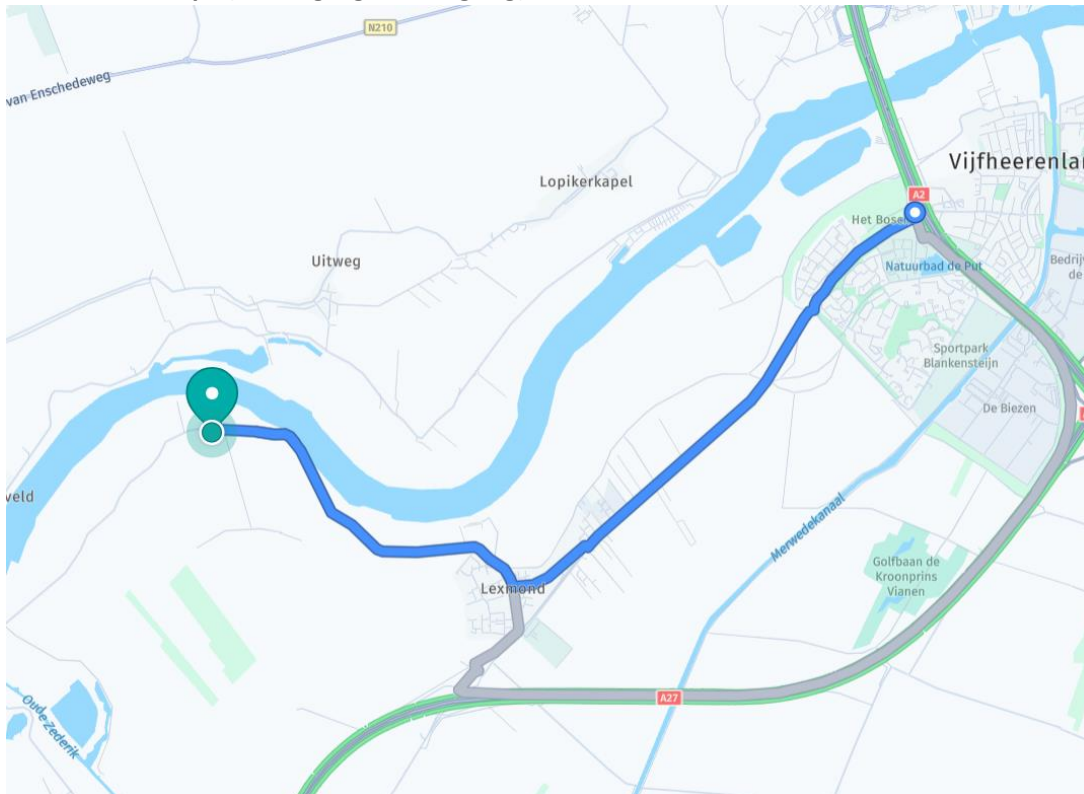 N210
van Enschedeweg
Lopikerkapel
Vijfheerenla
A2
Het Bos
Uitweg
Natuurbad de Put
Bedrij
de
Sportpark
Blankensteijn
De Biezen
veld
Merwedekanaal
Golfbaan de
Kroonprins
Vianen
Lexmond
A27
Oude Zederik